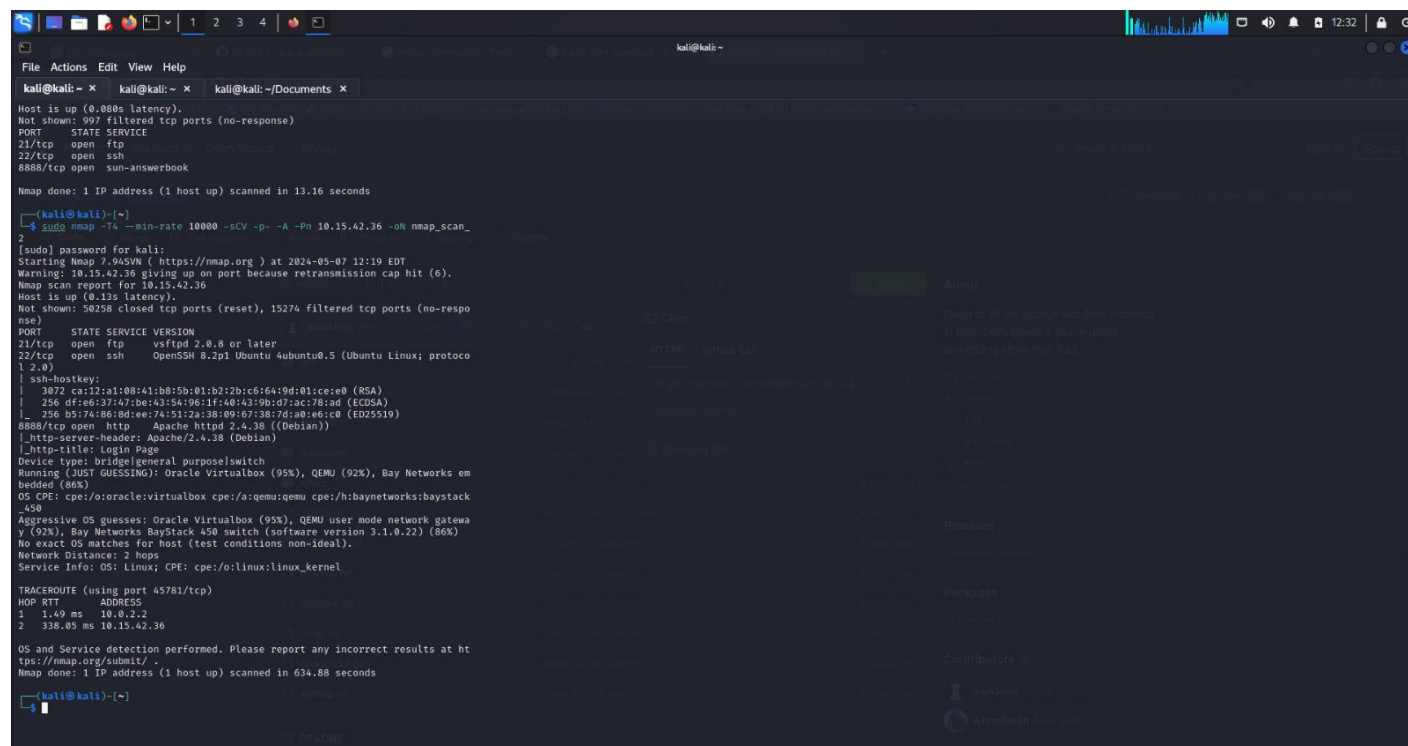 1 2 3 4
12:32
kali@kali: ~
File Actions Edit View Help
kali@kali: ~ × kali@kali: ~ × kali@kali: ~/Documents ×
Host is up (0.080s latency).
Not shown: 997 filtered tcp ports (no-response)
PORT STATE SERVICE
21/tcp open ftp
22/tcp open ssh
8888/tcp open sun-answerbook
Nmap done: 1 IP address (1 host up) scanned in 13.16 seconds
┌──(kali㉿kali)-[~]
└─$ sudo nmap -T4 --min-rate 10000 -sCV -p- -A -Pn 10.15.42.36 -oN nmap_scan_
2
[sudo] password for kali:
Starting Nmap 7.94SVN ( https://nmap.org ) at 2024-05-07 12:19 EDT
Warning: 10.15.42.36 giving up on port because retransmission cap hit (6).
Nmap scan report for 10.15.42.36
Host is up (0.13s latency).
Not shown: 50258 closed tcp ports (reset), 15274 filtered tcp ports (no-respo
nse)
PORT STATE SERVICE VERSION
21/tcp open ftp vsftpd 2.0.8 or later
22/tcp open ssh OpenSSH 8.2p1 Ubuntu 4ubuntu0.5 (Ubuntu Linux; protoco
l 2.0)
| ssh-hostkey:
| 3072 ca:12:a1:08:41:b8:5b:01:b2:2b:c6:64:9d:01:ce:e0 (RSA)
| 256 df:e6:37:47:be:43:54:96:1f:40:43:9b:d7:ac:78:ad (ECDSA)
|_ 256 b5:74:86:8d:ee:74:51:2a:38:09:67:38:7d:a0:e6:c0 (ED25519)
8888/tcp open http Apache httpd 2.4.38 ((Debian))
|_http-server-header: Apache/2.4.38 (Debian)
|_http-title: Login Page
Device type: bridge|general purpose|switch
Running (JUST GUESSING): Oracle Virtualbox (95%), QEMU (92%), Bay Networks em
bedded (86%)
OS CPE: cpe:/o:oracle:virtualbox cpe:/a:qemu:qemu cpe:/h:baynetworks:baystack
_450
Aggressive OS guesses: Oracle Virtualbox (95%), QEMU user mode network gatewa
y (92%), Bay Networks BayStack 450 switch (software version 3.1.0.22) (86%)
No exact OS matches for host (test conditions non-ideal).
Network Distance: 2 hops
Service Info: OS: Linux; CPE: cpe:/o:linux:linux_kernel
TRACEROUTE (using port 45781/tcp)
HOP RTT ADDRESS
1 1.49 ms 10.0.2.2
2 338.05 ms 10.15.42.36
OS and Service detection performed. Please report any incorrect results at ht
tps://nmap.org/submit/ .
Nmap done: 1 IP address (1 host up) scanned in 634.88 seconds
┌──(kali㉿kali)-[~]
└─$
About
Releases
Packages
Contributors
README